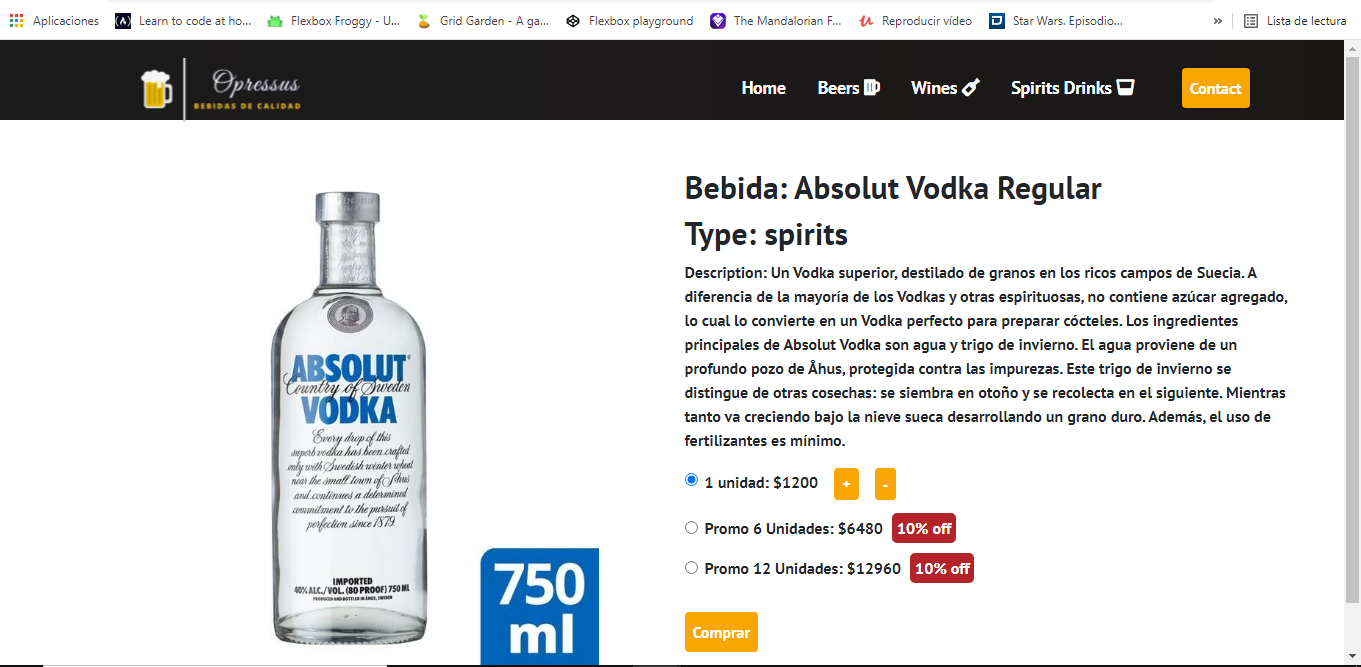 Aplicaciones
Learn to code at ho...
Flexbox Froggy - U...
Grid Garden - A ga...
Flexbox playground
The Mandalorian F...
Reproducir vídeo
Star Wars. Episodio...
»
Lista de lectura
Opressus
BEBIDAS DE CALIDAD
Home
Beers
Wines
Spirits Drinks
Contact
Bebida: Absolut Vodka Regular
Type: spirits
Description: Un Vodka superior, destilado de granos en los ricos campos de Suecia. A
diferencia de la mayoría de los Vodkas y otras espirituosas, no contiene azúcar agregado,
lo cual lo convierte en un Vodka perfecto para preparar cócteles. Los ingredientes
principales de Absolut Vodka son agua y trigo de invierno. El agua proviene de un
profundo pozo de Åhus, protegida contra las impurezas. Este trigo de invierno se
distingue de otras cosechas: se siembra en otoño y se recolecta en el siguiente. Mientras
tanto va creciendo bajo la nieve sueca desarrollando un grano duro. Además, el uso de
fertilizantes es mínimo.
1 unidad: $1200 + -
Promo 6 Unidades: $6480 10% off
Promo 12 Unidades: $12960 10% off
Comprar
ABSOLUT
Country of Sweden
VODKA
Every drop of this
superb vodka has been crafted
only with Swedish winter wheat
near the small town of Åhus
and continues a determined
commitment to the pursuit of
perfection since 1879.
IMPORTED
40% ALC./VOL. (80 PROOF) 750 ML
PRODUCED AND BOTTLED IN ÅHUS, SWEDEN
750
ml